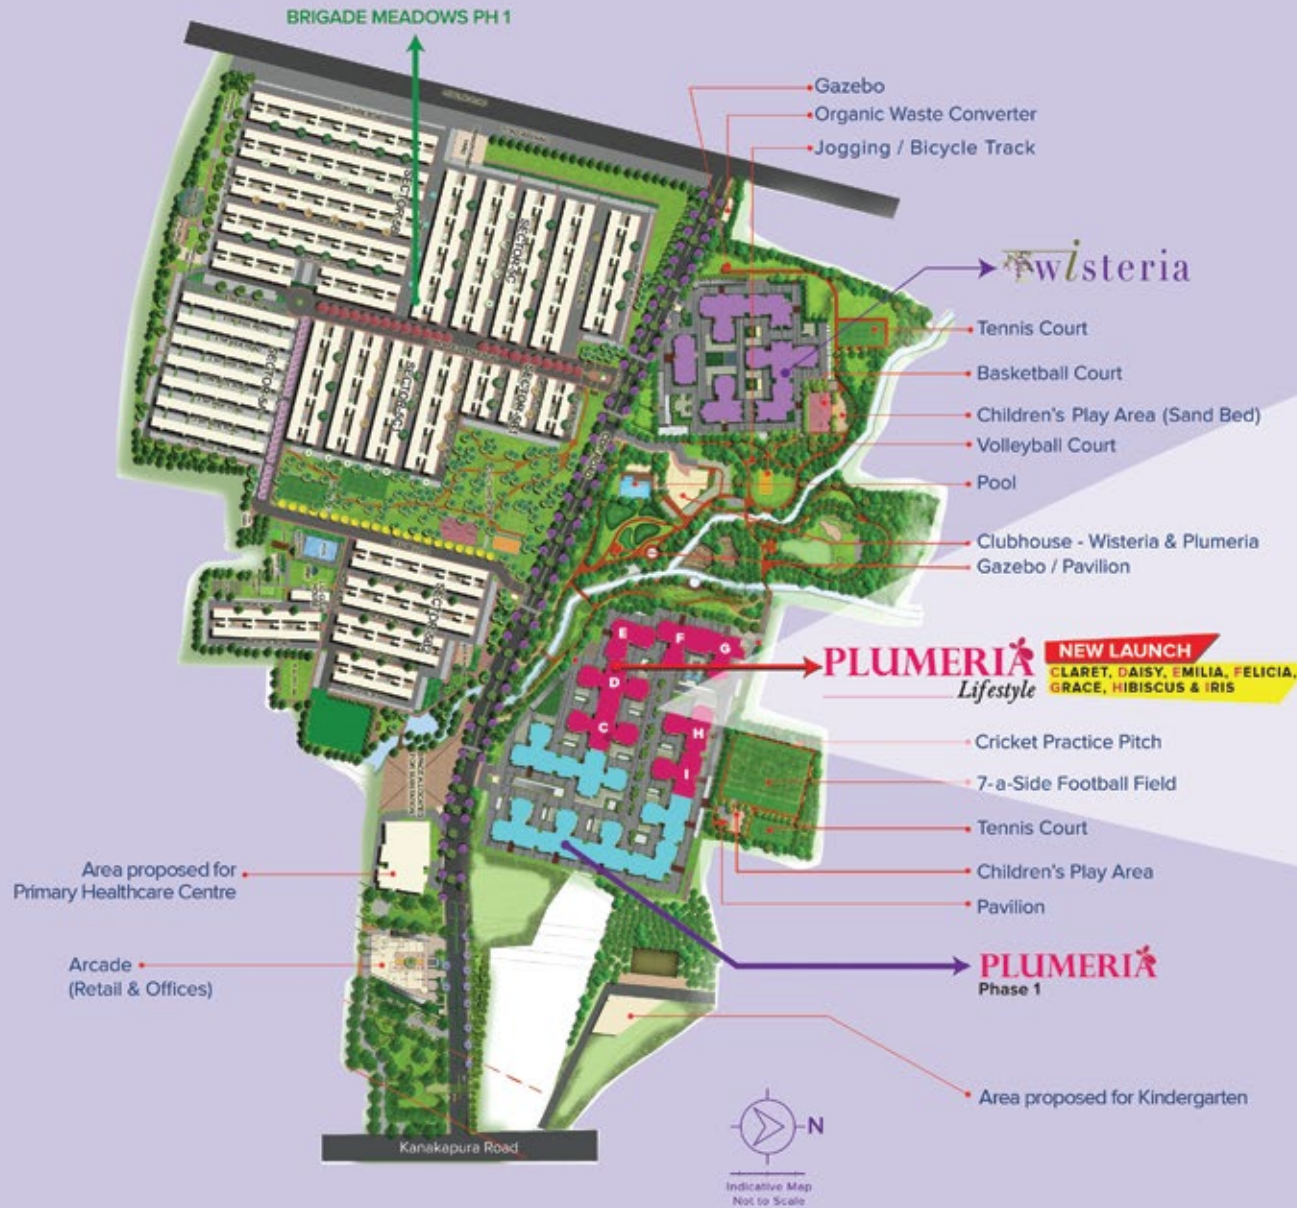 BRIGADE MEADOWS PH 1
Gazebo
Organic Waste Converter
Jogging / Bicycle Track
wisteria
Tennis Court
Basketball Court
Children's Play Area (Sand Bed)
Volleyball Court
Pool
Clubhouse - Wisteria & Plumeria
Gazebo / Pavilion
E
F
G
D
C
H
I
PLUMERIA
Lifestyle
NEW LAUNCH
CLARET, DAISY, EMILIA, FELICIA,
GRACE, HIBISCUS & IRIS
Cricket Practice Pitch
7-a-Side Football Field
Tennis Court
Children's Play Area
Pavilion
Area proposed for
Primary Healthcare Centre
Arcade
(Retail & Offices)
PLUMERIA
Phase 1
Area proposed for Kindergarten
Kanakapura Road
N
Indicative Map
Not to Scale